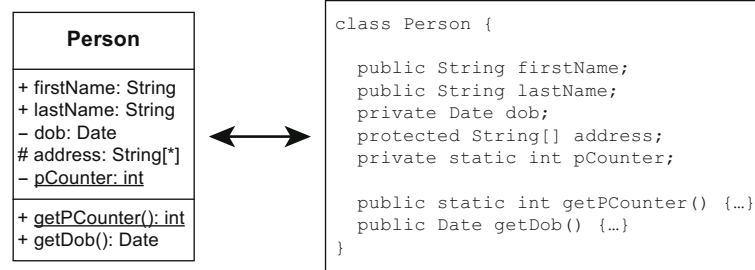 Person
+ firstName: String
+ lastName: String
– dob: Date
# address: String[*]
– pCounter: int
+ getPCounter(): int
+ getDob(): Date
class Person {
public String firstName;
public String lastName;
private Date dob;
protected String[] address;
private static int pCounter;
public static int getPCounter() {…}
public Date getDob() {…}
}